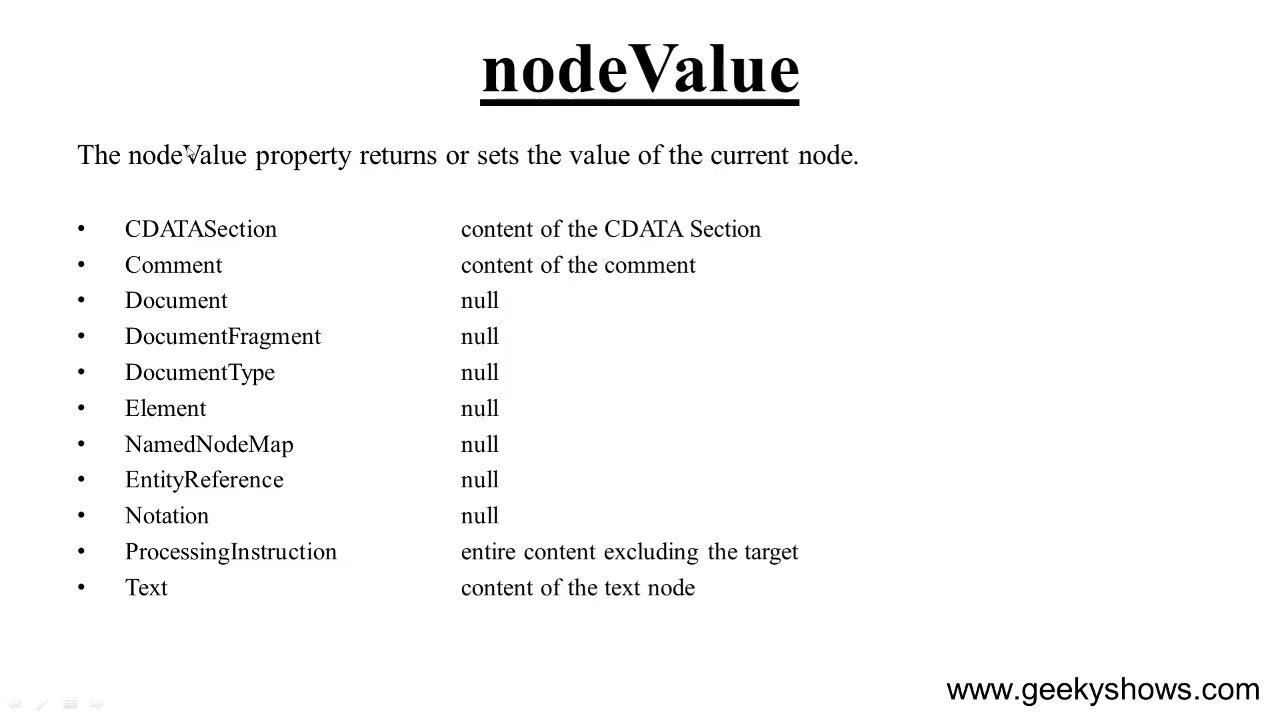 nodeValue
The nodeValue property returns or sets the value of the current node.
• CDATASection content of the CDATA Section
• Comment content of the comment
• Document null
• DocumentFragment null
• DocumentType null
• Element null
• NamedNodeMap null
• EntityReference null
• Notation null
• ProcessingInstruction entire content excluding the target
• Text content of the text node
www.geekyshows.com